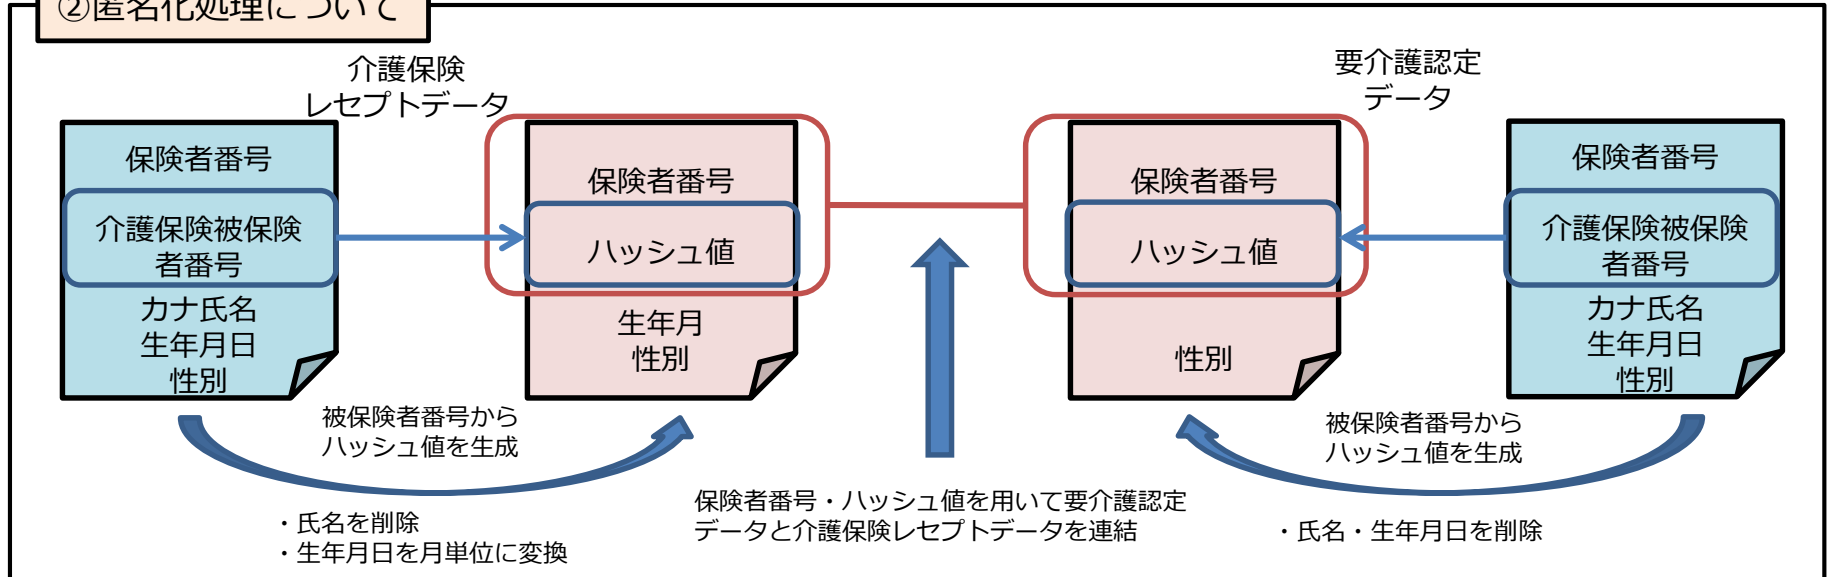 ②匿名化処理について
介護保険
レセプトデータ
保険者番号
介護保険被保険
者番号
カナ氏名
生年月日
性別
保険者番号
ハッシュ値
生年月
性別
被保険者番号から
ハッシュ値を生成
・氏名を削除
・生年月日を月単位に変換
保険者番号・ハッシュ値を用いて要介護認定
データと介護保険レセプトデータを連結
要介護認定
データ
保険者番号
ハッシュ値
性別
保険者番号
介護保険被保険
者番号
カナ氏名
生年月日
性別
被保険者番号から
ハッシュ値を生成
・氏名・生年月日を削除